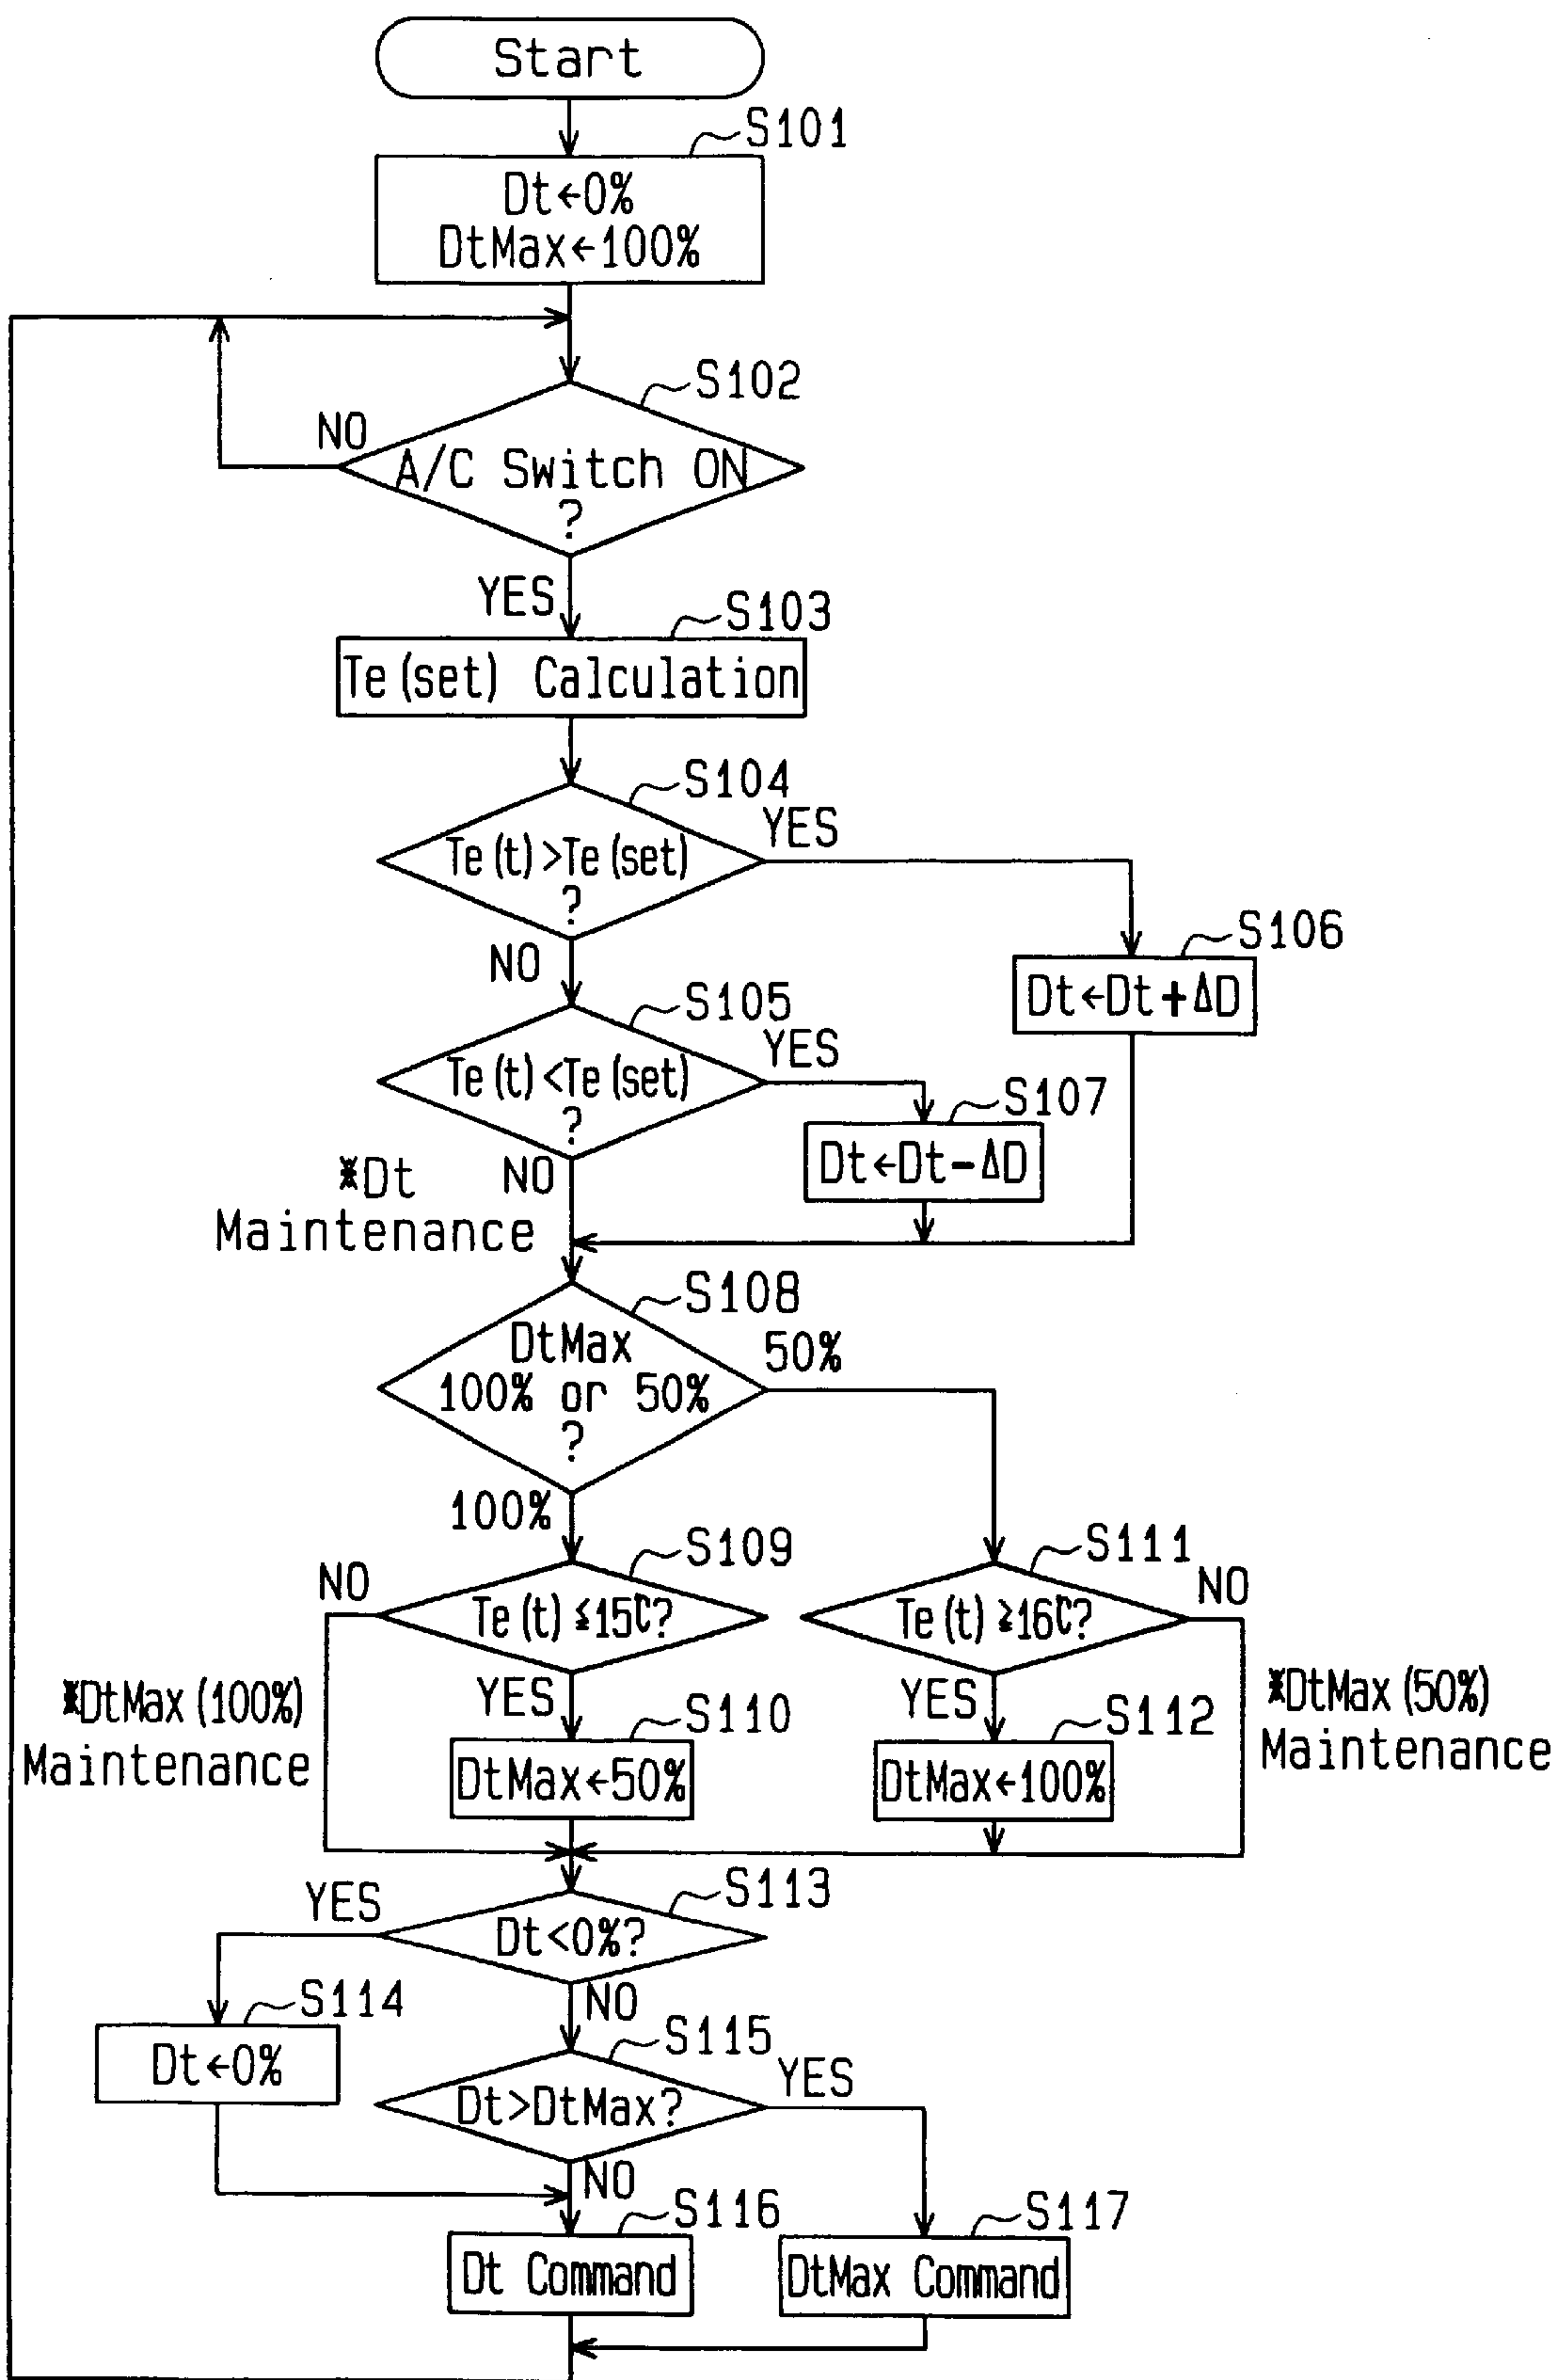 Start
S101
Dt←0%
DtMax←100%
S102
NO
A/C Switch ON
?
YES
S103
Te(set) Calculation
S104
YES
Te(t)>Te(set)
?
NO
S106
Dt←Dt+ΔD
S105
YES
Te(t)<Te(set)
?
S107
Dt←Dt-ΔD
NO
*Dt
Maintenance
S108
DtMax
100% or 50%
?
50%
100%
S109
NO
Te(t)≦15℃?
S111
NO
Te(t)≧16℃?
*DtMax(100%)
Maintenance
YES
S110
DtMax←50%
YES
S112
DtMax←100%
*DtMax(50%)
Maintenance
S113
YES
Dt<0%?
NO
S114
Dt←0%
S115
YES
Dt>DtMax?
NO
S116
Dt Command
S117
DtMax Command